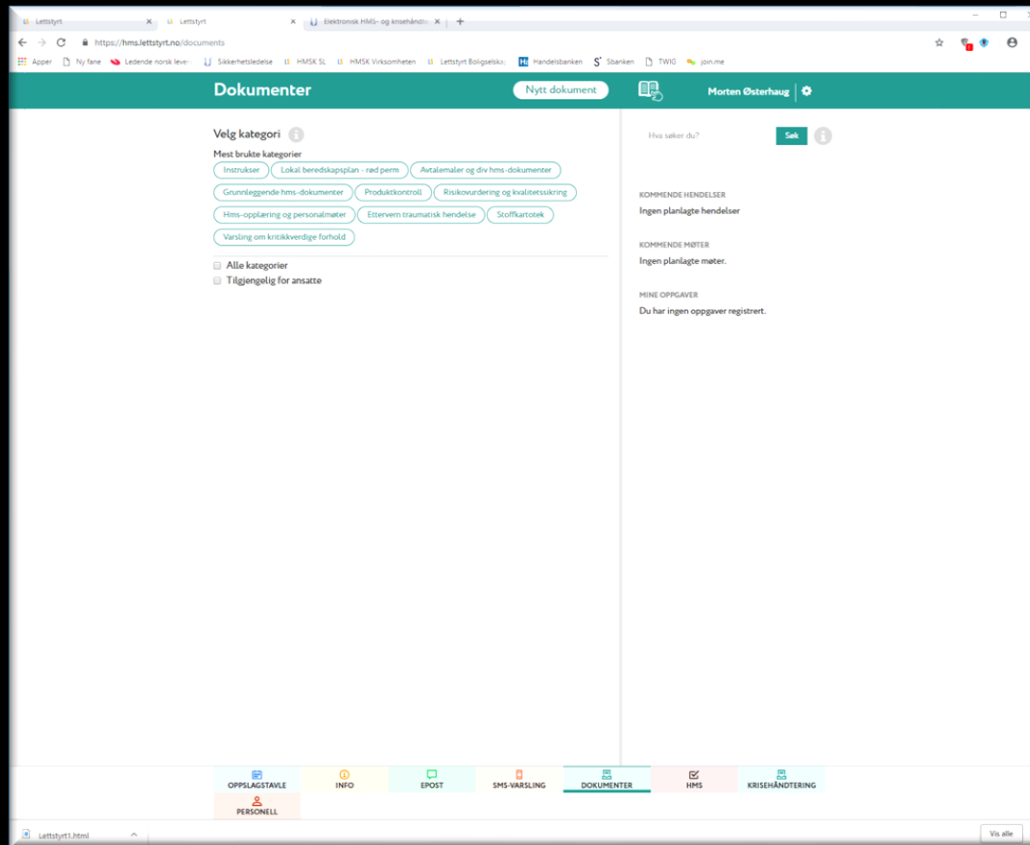 Lettstyrt
Lettstyrt
Elektronisk HMS- og krisehåndte
https://hms.lettstyrt.no/documents
Apper Ny fane Ledende norsk leve Sikkerhetsledelse HMSK SL HMSK Virksomheten Lettstyrt Boligselska Handelsbanken Sbanken TWIG join.me
Dokumenter
Nytt dokument
Morten Østerhaug
Velg kategori
Mest brukte kategorier
Instrukser Lokal beredskapsplan - rød perm Avtalemaler og div hms-dokumenter
Grunnleggende hms-dokumenter Produktkontroll Risikovurdering og kvalitetssikring
Hms-opplæring og personalmøter Ettervern traumatisk hendelse Stoffkartotek
Varsling om kritikkverdige forhold
Alle kategorier
Tilgjengelig for ansatte
Hva søker du? Søk
KOMMENDE HENDELSER
Ingen planlagte hendelser
KOMMENDE MØTER
Ingen planlagte møter.
MINE OPPGAVER
Du har ingen oppgaver registrert.
OPPSLAGSTAVLE INFO EPOST SMS-VARSLING DOKUMENTER HMS KRISEHÅNDTERING
PERSONELL
Lettstyrt1.html
Vis alle